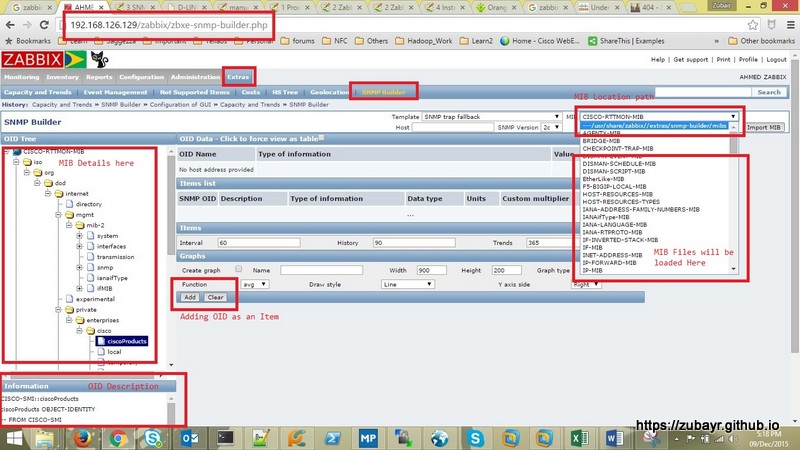 AHME
3 SNM
D-LIN
manu
1 Pro
2 Zab
2 Zab
4 Instal
Orang
zabb
Under
404 -
Zubayr
192.168.126.129/zabbix/zbxe-snmp-builder.php
Bookmarks
Learn
Saggezza
Important
Telaus
Personal
forums
NFC
Others
Hadoop_Work
Learn2
Home - Cisco WebE...
ShareThis | Getting St
Other bookmarks
ZABBIX
Help | Get support | Print | Profile | Logout
Monitoring Inventory Reports Configuration Administration Extras
AHMED ZABBIX
Capacity and Trends | Event Management | Not Supported Items | Costs | HS Tree | Geolocation | SNMP Builder
Search
MIB Location path
History: Capacity and Trends » SNMP Builder » Configuration of GUI » Capacity and Trends » SNMP Builder
SNMP Builder
Template SNMP trap fallback
CISCO-RTTMON-MIB
Host
SNMP Version 2c
Import MIB
---/usr/share/zabbix//extras/snmp-builder/mibs
AGENTX-MIB
BRIDGE-MIB
CHECKPOINT-TRAP-MIB
DISMAN-EVENT-MIB
DISMAN-SCHEDULE-MIB
DISMAN-SCRIPT-MIB
EtherLike-MIB
F5-BIGIP-LOCAL-MIB
HOST-RESOURCES-MIB
HOST-RESOURCES-TYPES
IANA-ADDRESS-FAMILY-NUMBERS-MIB
IANAifType-MIB
IANA-LANGUAGE-MIB
IANA-RTPROTO-MIB
IF-INVERTED-STACK-MIB
IF-MIB
INET-ADDRESS-MIB
IP-FORWARD-MIB
IP-MIB
MIB Files will be
loaded Here
OID Tree
CISCO-RTTMON-MIB
MIB Details here
iso
org
dod
internet
directory
mgmt
mib-2
system
interfaces
transmission
snmp
ianaifType
ifMIB
experimental
private
enterprises
cisco
ciscoProducts
local
temporary
OID Data - Click to force view as table
OID Name
Type of information
Value
No host address provided
Items list
SNMP OID Description Type of information Data type Units Custom multiplier
...
Items
Interval 60 History 90 Trends 365
Graphs
Create graph Name Width 900 Height 200 Graph type
Function avg Draw style Line Y axis side Right
Add Clear
Adding OID as an Item
Information
OID Description
CISCO-SMI::ciscoProducts
ciscoProducts OBJECT-IDENTITY
-- FROM CISCO-SMI
https://zubayr.github.io
5:18 PM
09/Dec/2015